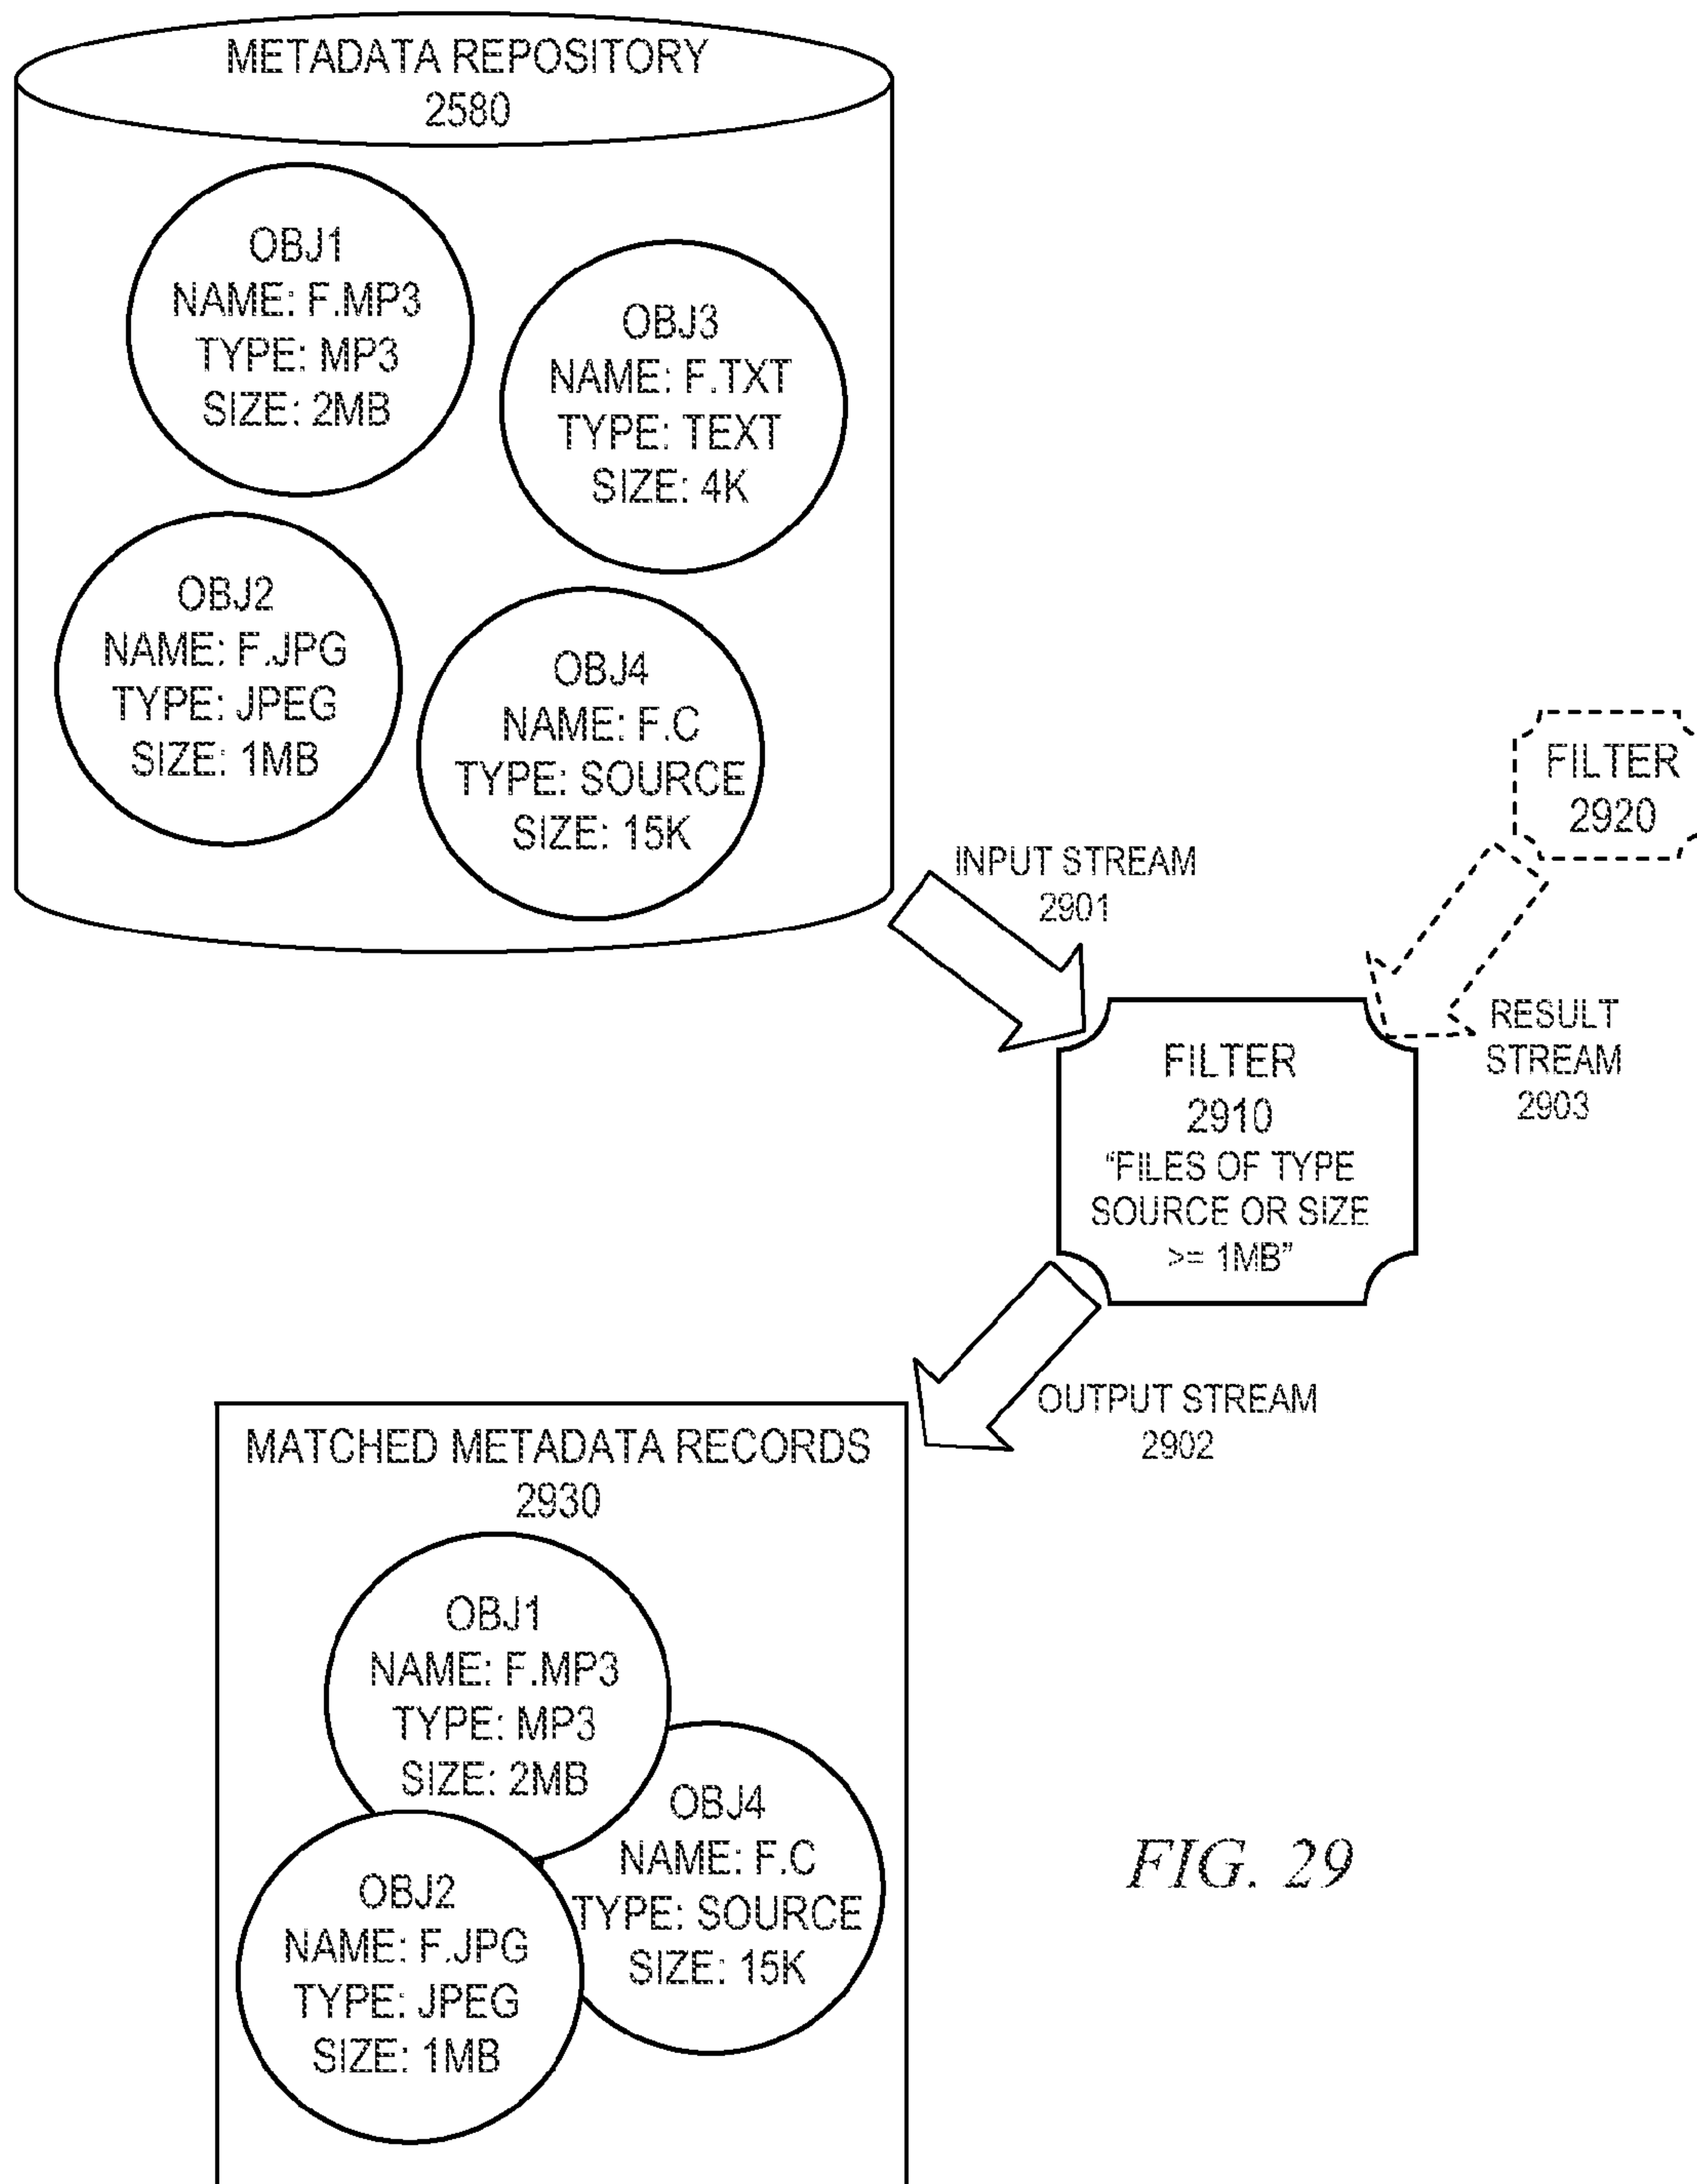 METADATA REPOSITORY
2580
OBJ1
NAME: F.MP3
TYPE: MP3
SIZE: 2MB
OBJ3
NAME: F.TXT
TYPE: TEXT
SIZE: 4K
OBJ2
NAME: F.JPG
TYPE: JPEG
SIZE: 1MB
OBJ4
NAME: F.C
TYPE: SOURCE
SIZE: 15K
FILTER
2920
INPUT STREAM
2901
RESULT
STREAM
2903
FILTER
2910
“FILES OF TYPE
SOURCE OR SIZE
>= 1MB”
OUTPUT STREAM
2902
MATCHED METADATA RECORDS
2930
OBJ1
NAME: F.MP3
TYPE: MP3
SIZE: 2MB
OBJ4
NAME: F.C
TYPE: SOURCE
SIZE: 15K
OBJ2
NAME: F.JPG
TYPE: JPEG
SIZE: 1MB
FIG. 29